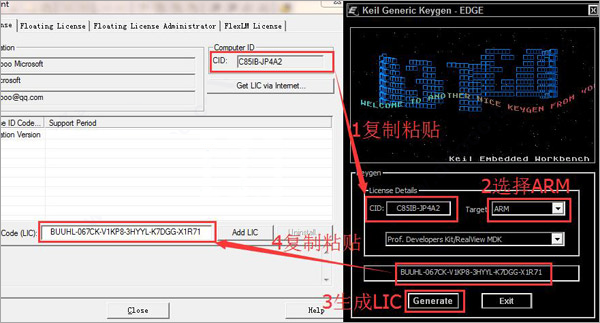 nt
nse
Floating License
Floating License Administrator
FlexLM License
ation
Computer ID
oo Microsoft
CID:
C85IB-JP4A2
crosoft
oo@qq.com
Get LIC via Internet...
e ID Code...
Support Period
ation Version
Code (LIC):
BUUHL-067CK-V1KP8-3HYYL-K7DGG-X1R71
Add LIC
Uninstall
Close
Help
1复制粘贴
4复制粘贴
Keil Generic Keygen - EDGE
WELCOME TO ANOTHER NICE KEYGEN FROM YO
Keil Embedded Workbench
Keygen
License Details
2选择ARM
CID:
C85IB-JP4A2
Target
ARM
Prof. Developers Kit/RealView MDK
BUUHL-067CK-V1KP8-3HYYL-K7DGG-X1R71
3生成LIC
Generate
Exit